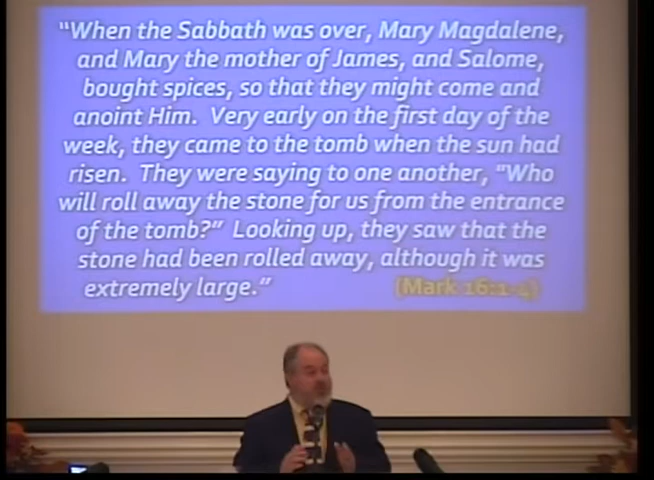 “When the Sabbath was over, Mary Magdalene,
and Mary the mother of James, and Salome,
bought spices, so that they might come and
anoint Him.  Very early on the first day of the
week, they came to the tomb when the sun had
risen.  They were saying to one another, "Who
will roll away the stone for us from the entrance
of the tomb?”  Looking up, they saw that the
stone had been rolled away, although it was
extremely large.” (Mark 16:1-4)